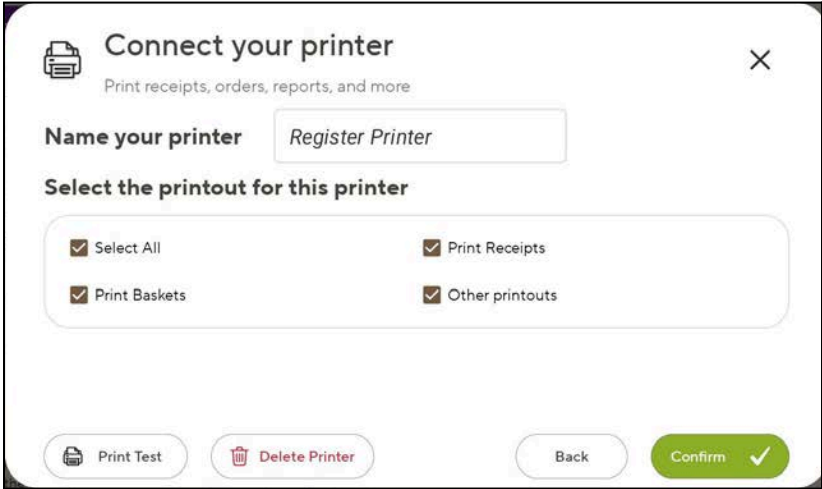 Connect your printer
Print receipts, orders, reports, and more
Name your printer Register Printer
Select the printout for this printer
Select All Print Receipts
Print Baskets Other printouts
Print Test Delete Printer Back Confirm